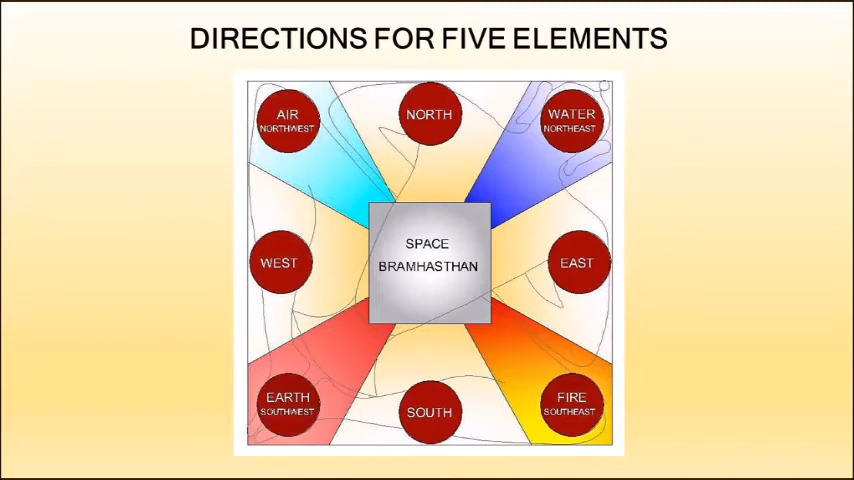 DIRECTIONS FOR FIVE ELEMENTS
AIR
NORTHWEST
NORTH
WATER
NORTHEAST
WEST
SPACE
BRAMHASTHAN
EAST
EARTH
SOUTHWEST
SOUTH
FIRE
SOUTHEAST